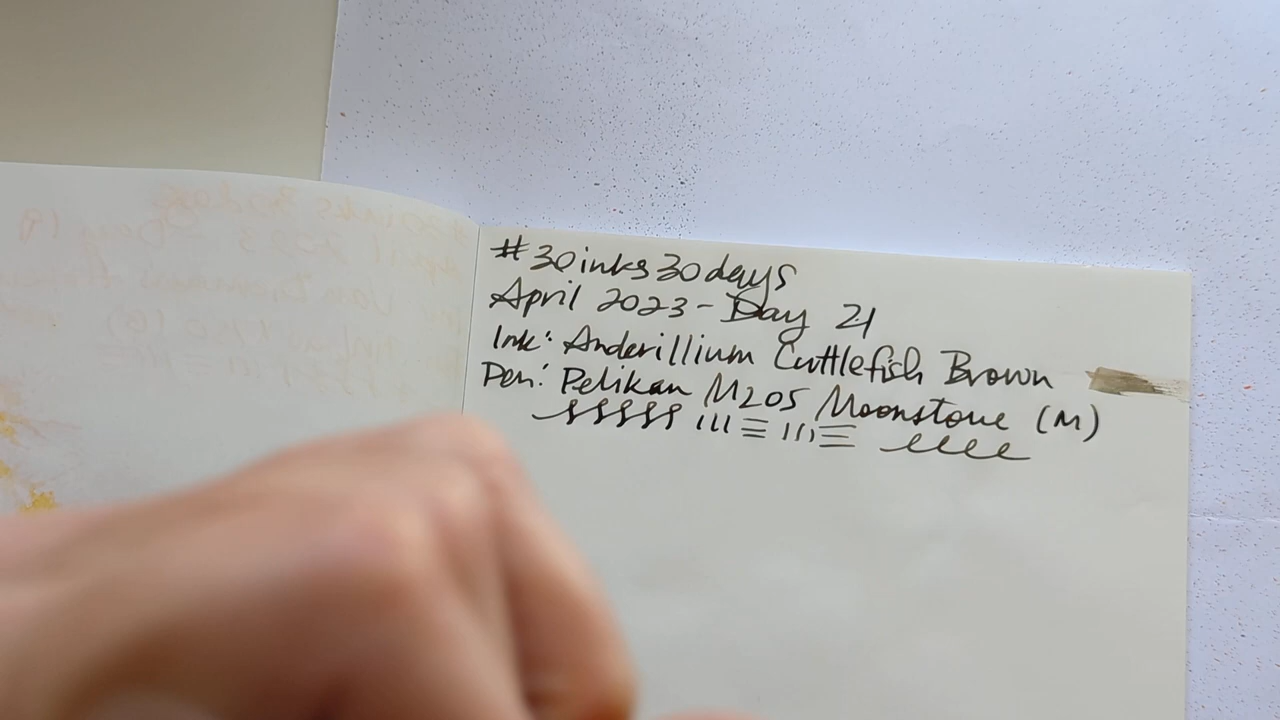 #30inks30days
April 2023 - Day 21
Ink: Anderillium Cuttlefish Brown
Pen: Pelikan M205 Moonstone (M)